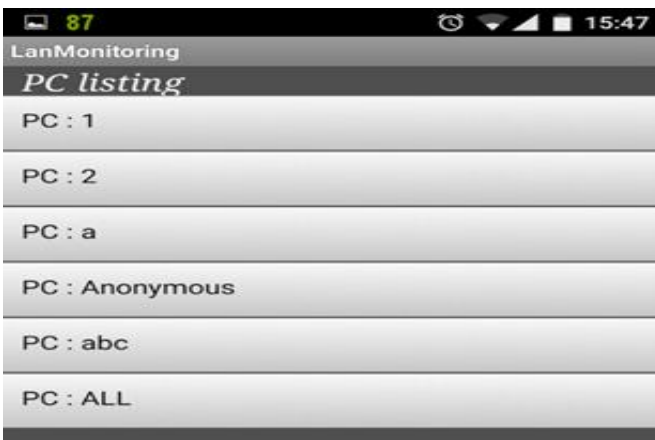 87 15:47
LanMonitoring
PC listing
PC : 1
PC : 2
PC : a
PC : Anonymous
PC : abc
PC : ALL